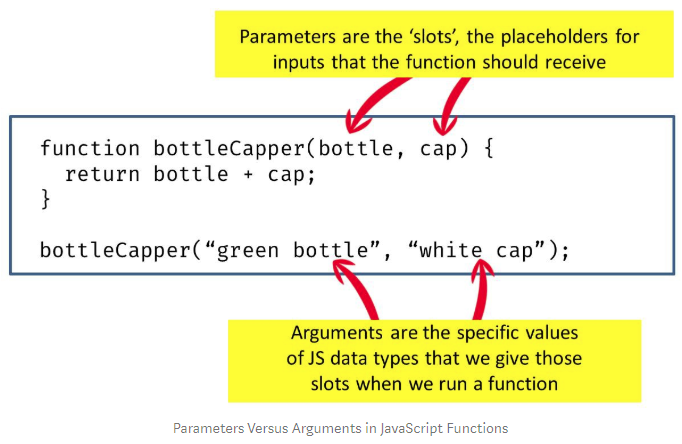 Parameters are the ‘slots’, the placeholders for
inputs that the function should receive
function bottleCapper(bottle, cap) {
return bottle + cap;
}
bottleCapper(“green bottle”, “white cap”);
Arguments are the specific values
of JS data types that we give those
slots when we run a function
Parameters Versus Arguments in JavaScript Functions